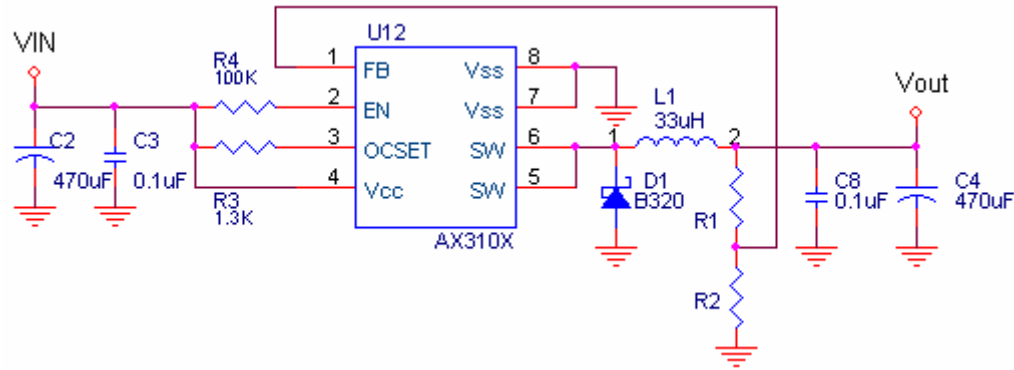 U12
VIN
1 FB Vss 8
R4
100K
2 EN Vss 7
Vout
L1
33uH
C2
470uF
C3
0.1uF
3 OCSET SW 6
1 2
4 Vcc SW 5
R3
1.3K
D1
B320
R1
C8
0.1uF
C4
470uF
AX310X
R2